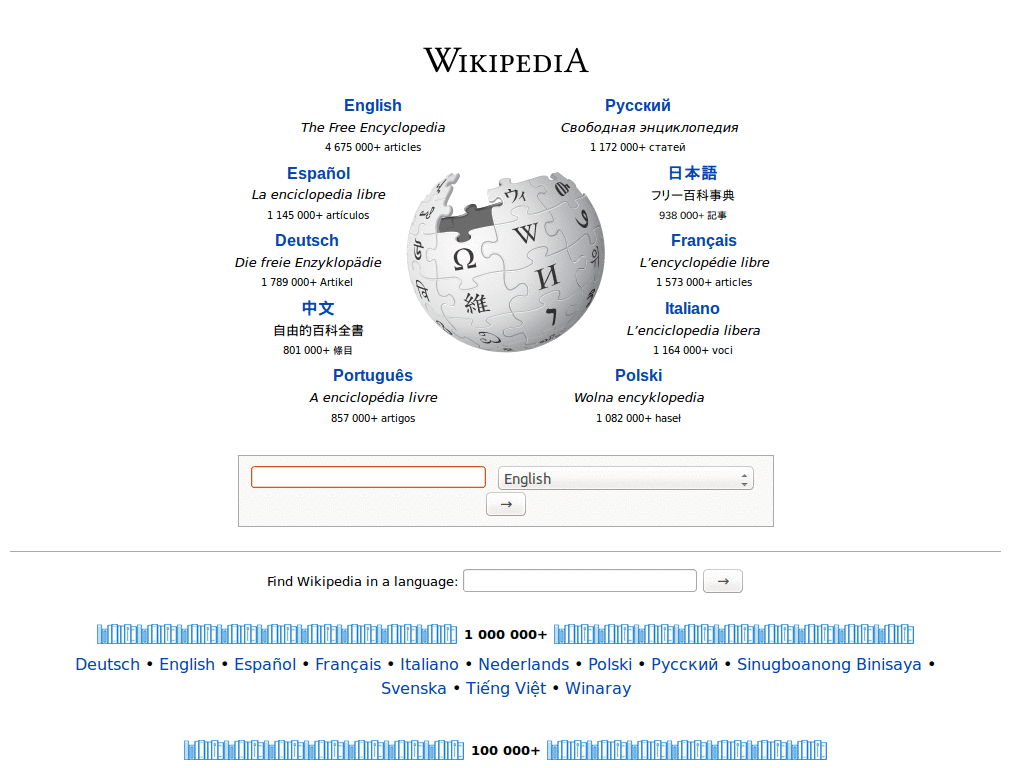 WIKIPEDIA
English
The Free Encyclopedia
4 675 000+ articles
Русский
Свободная энциклопедия
1 172 000+ статей
Español
La enciclopedia libre
1 145 000+ artículos
日本語
フリー百科事典
938 000+ 記事
Deutsch
Die freie Enzyklopädie
1 789 000+ Artikel
Français
L'encyclopédie libre
1 573 000+ articles
中文
自由的百科全書
801 000+ 條目
Italiano
L'enciclopedia libera
1 164 000+ voci
Português
A enciclopédia livre
857 000+ artigos
Polski
Wolna encyklopedia
1 082 000+ haseł
ウィ
W
Ω
И
維
English
→
Find Wikipedia in a language: →
1 000 000+
Deutsch • English • Español • Français • Italiano • Nederlands • Polski • Русский • Sinugboanong Binisaya •
Svenska • Tiếng Việt • Winaray
100 000+